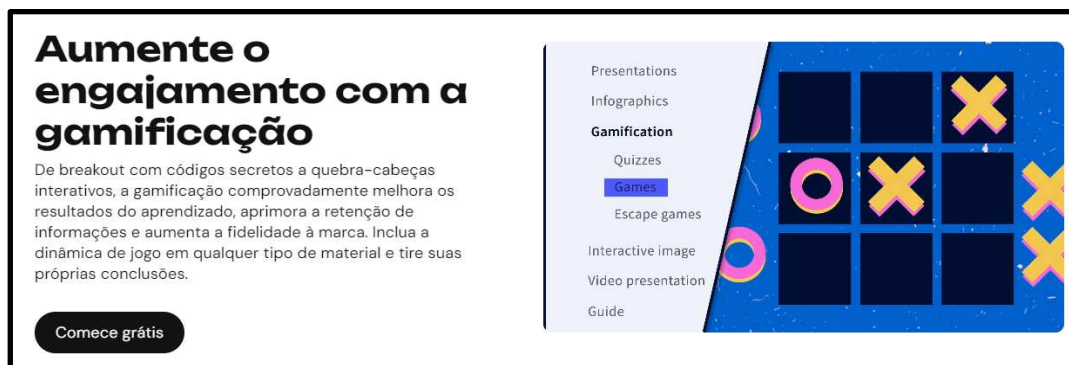 Aumente o
engajamento com a
gamificação
De breakout com códigos secretos a quebra-cabeças
interativos, a gamificação comprovadamente melhora os
resultados do aprendizado, aprimora a retenção de
informações e aumenta a fidelidade à marca. Inclua a
dinâmica de jogo em qualquer tipo de material e tire suas
próprias conclusões.
Comece grátis
Presentations
Infographics
Gamification
Quizzes
Games
Escape games
Interactive image
Video presentation
Guide